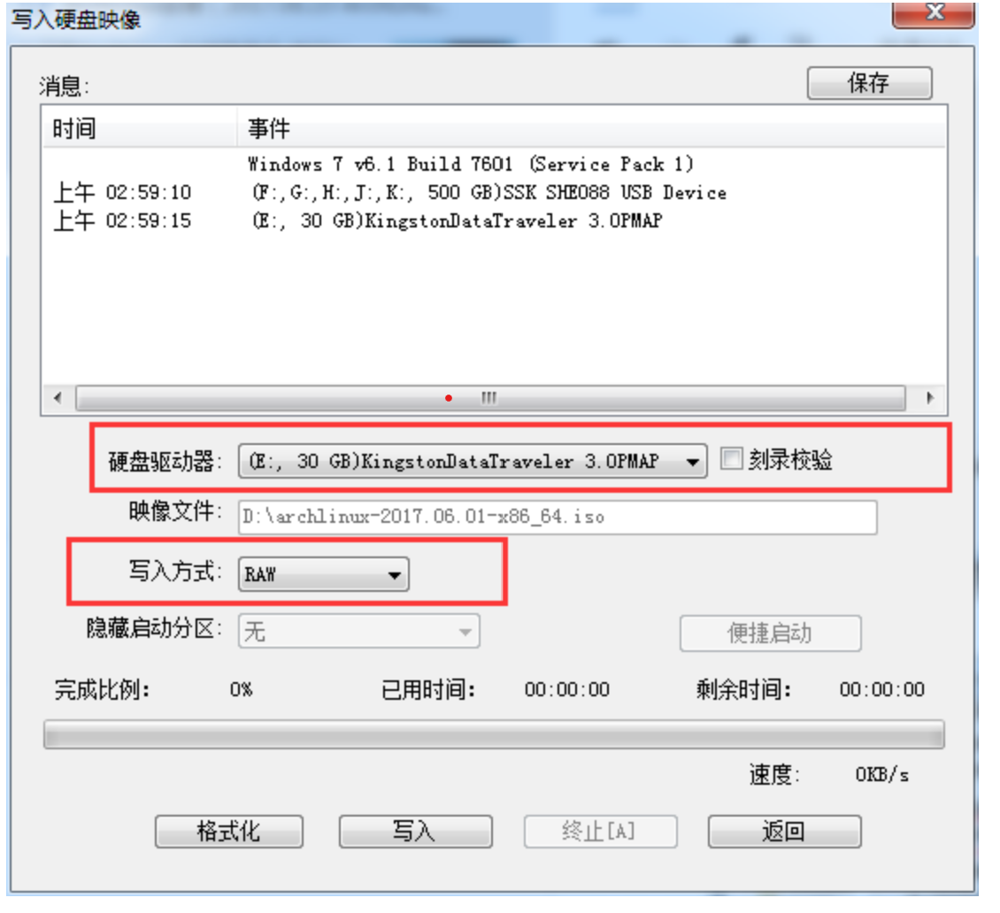 写入硬盘映像
消息:
保存
时间 事件
Windows 7 v6.1 Build 7601 (Service Pack 1)
上午 02:59:10 (F:,G:,H:,J:,K:, 500 GB)SSK SHE088 USB Device
上午 02:59:15 (E:, 30 GB)KingstonDataTraveler 3.0PMAP
硬盘驱动器: (E:, 30 GB)KingstonDataTraveler 3.0PMAP 刻录校验
映像文件: D:\archlinux-2017.06.01-x86_64.iso
写入方式: RAW
隐藏启动分区: 无 便捷启动
完成比例: 0% 已用时间: 00:00:00 剩余时间: 00:00:00
速度: 0KB/s
格式化 写入 终止[A] 返回